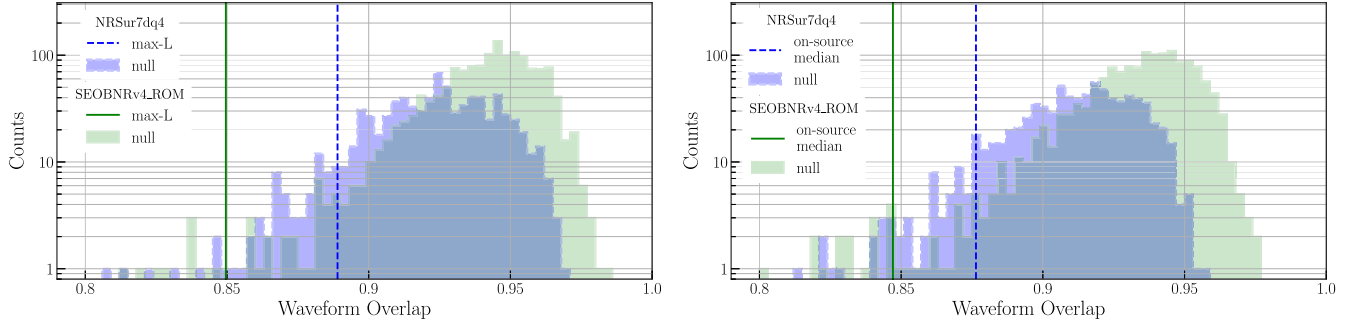 NRSur7dq4
max-L
null
SEOBNRv4_ROM
max-L
null
100
10
1
Counts
0.8
0.85
0.9
0.95
1.0
Waveform Overlap
NRSur7dq4
on-source
median
null
SEOBNRv4_ROM
on-source
median
null
100
10
1
Counts
0.8
0.85
0.9
0.95
1.0
Waveform Overlap